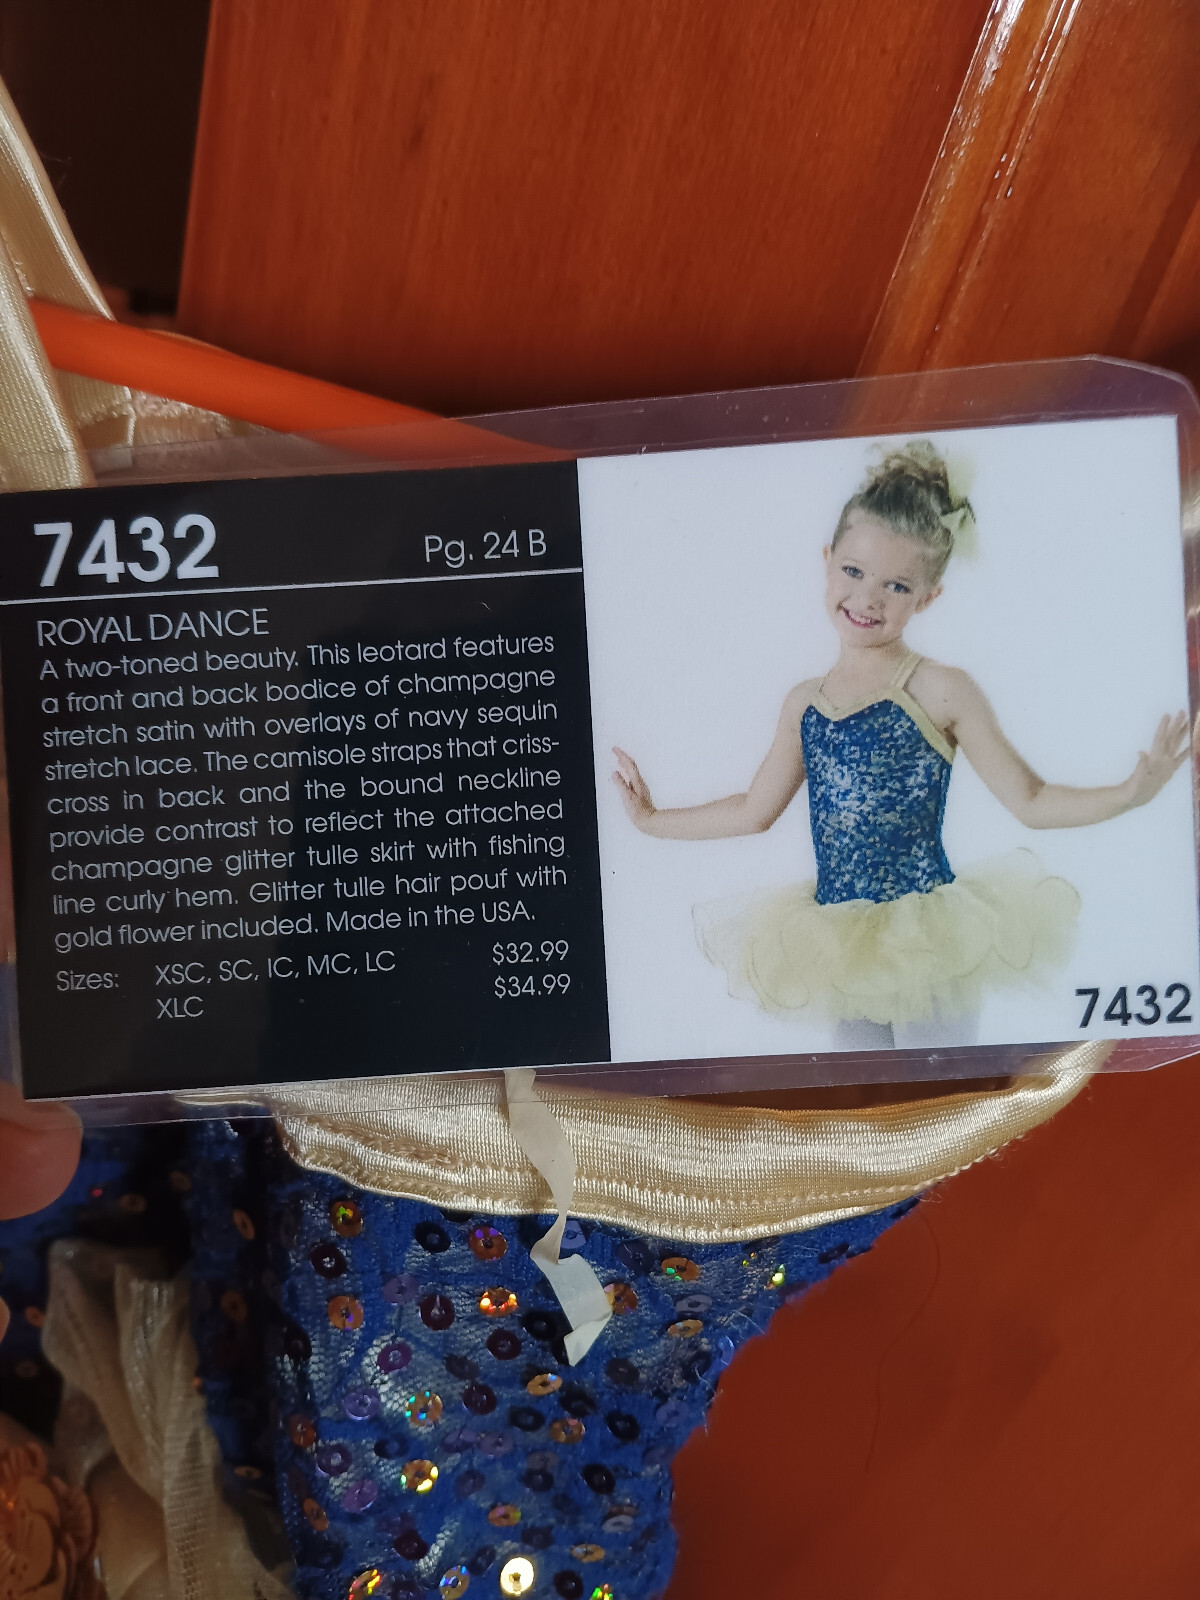 7432
Pg. 24 B
ROYAL DANCE
A two-toned beauty. This leotard features
a front and back bodice of champagne
stretch satin with overlays of navy sequin
stretch lace. The camisole straps that criss-
cross in back and the bound neckline
provide contrast to reflect the attached
champagne glitter tulle skirt with fishing
line curly hem. Glitter tulle hair pouf with
gold flower included. Made in the USA.
Sizes: XSC, SC, IC, MC, LC $32.99
XLC $34.99
7432